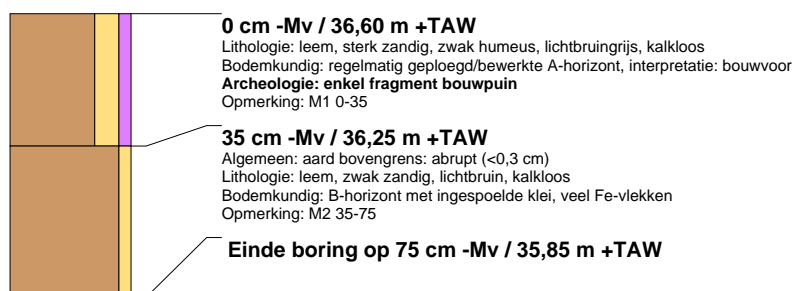 0 cm -Mv / 36,60 m +TAW
Lithologie: leem, sterk zandig, zwak humeus, lichtbruingrijs, kalkloos
Bodemkundig: regelmatig geploegd/bewerkte A-horizont, interpretatie: bouwvoor
Archeologie: enkel fragment bouwpuin
Opmerking: M1 0-35
35 cm -Mv / 36,25 m +TAW
Algemeen: aard bovengrens: abrupt (<0,3 cm)
Lithologie: leem, zwak zandig, lichtbruin, kalkloos
Bodemkundig: B-horizont met ingespoelde klei, veel Fe-vlekken
Opmerking: M2 35-75
Einde boring op 75 cm -Mv / 35,85 m +TAW